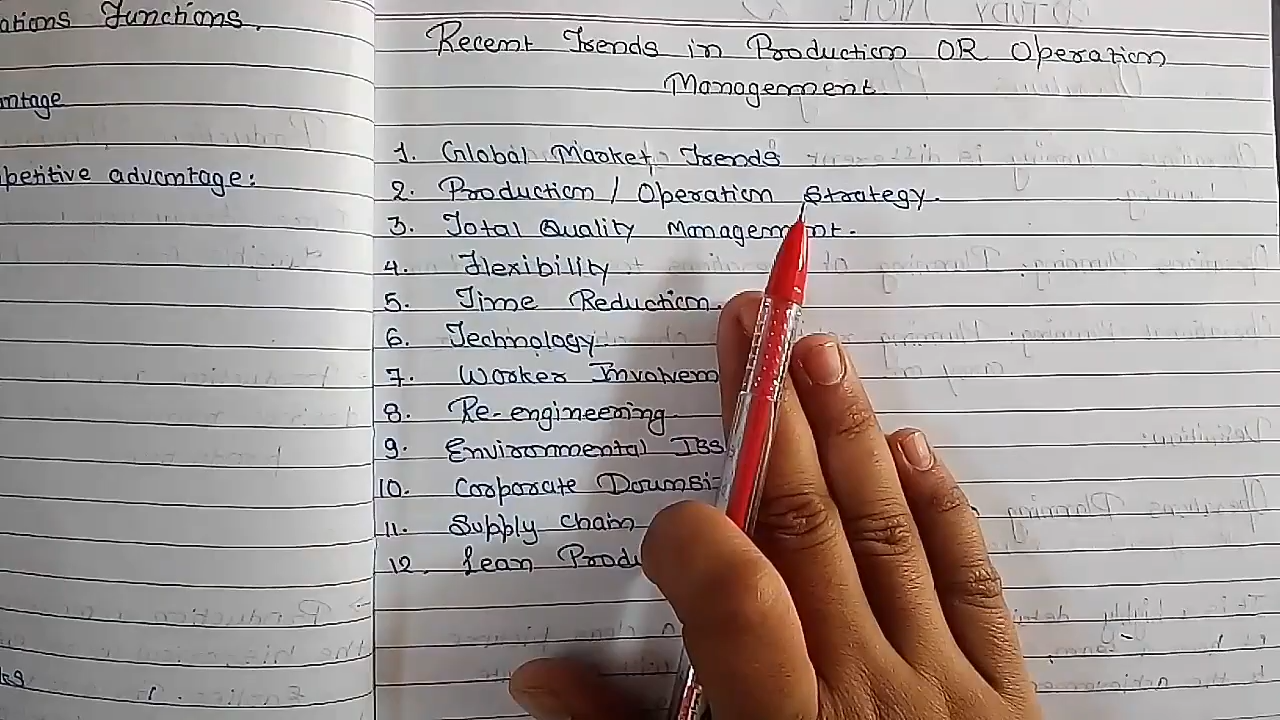 ations Functions.
ntage
petitive advantage:
Recent Trends in Production OR Operation
Management
1. Global Market Trends
2. Production / Operation Strategy.
3. Total Quality Management.
4. Flexibility
5. Time Reduction.
6. Technology
7. Worker Involvem
8. Re-engineering
9. Environmental ISS
10. Corporate Downsi
11. Supply Chain
12. Lean Produ